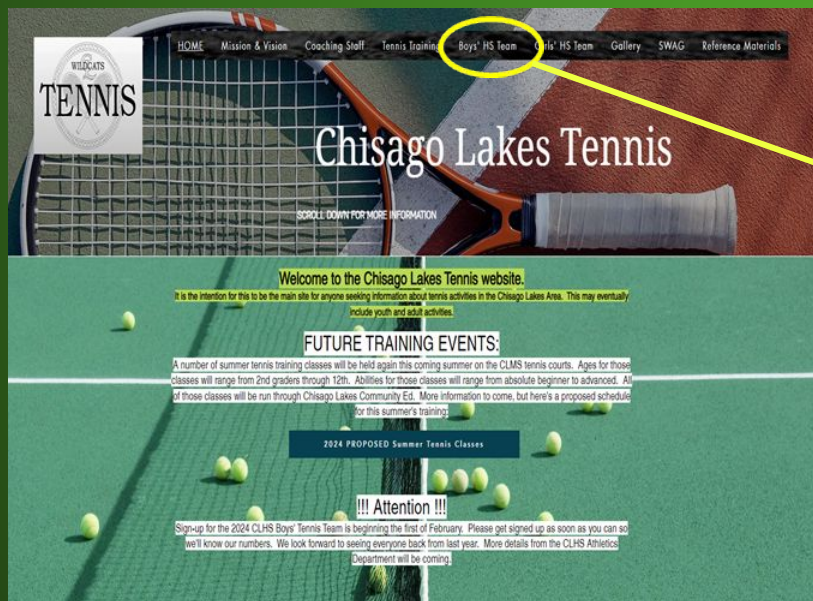 HOME Mission & Vision Coaching Staff Tennis Training Boys' HS Team Girls' HS Team Gallery SWAG Reference Materials
WILDCATS
TENNIS
Chisago Lakes Tennis
SCROLL DOWN FOR MORE INFORMATION
Welcome to the Chisago Lakes Tennis website.
It is the intention for this to be the main site for anyone seeking information about tennis activities in the Chisago Lakes Area. This may eventually
include youth and adult activities.
FUTURE TRAINING EVENTS:
A number of summer tennis training classes will be held again this coming summer on the CLMS tennis courts. Ages for those
classes will range from 2nd graders through 12th. Abilities for those classes will range from absolute beginner to advanced. All
of those classes will be run through Chisago Lakes Community Ed. More information to come, but here's a proposed schedule
for this summer's training:
2024 PROPOSED Summer Tennis Classes
!!! Attention !!!
Sign-up for the 2024 CLHS Boys' Tennis Team is beginning the first of February. Please get signed up as soon as you can so
we'll know our numbers. We look forward to seeing everyone back from last year. More details from the CLHS Athletics
Department will be coming.